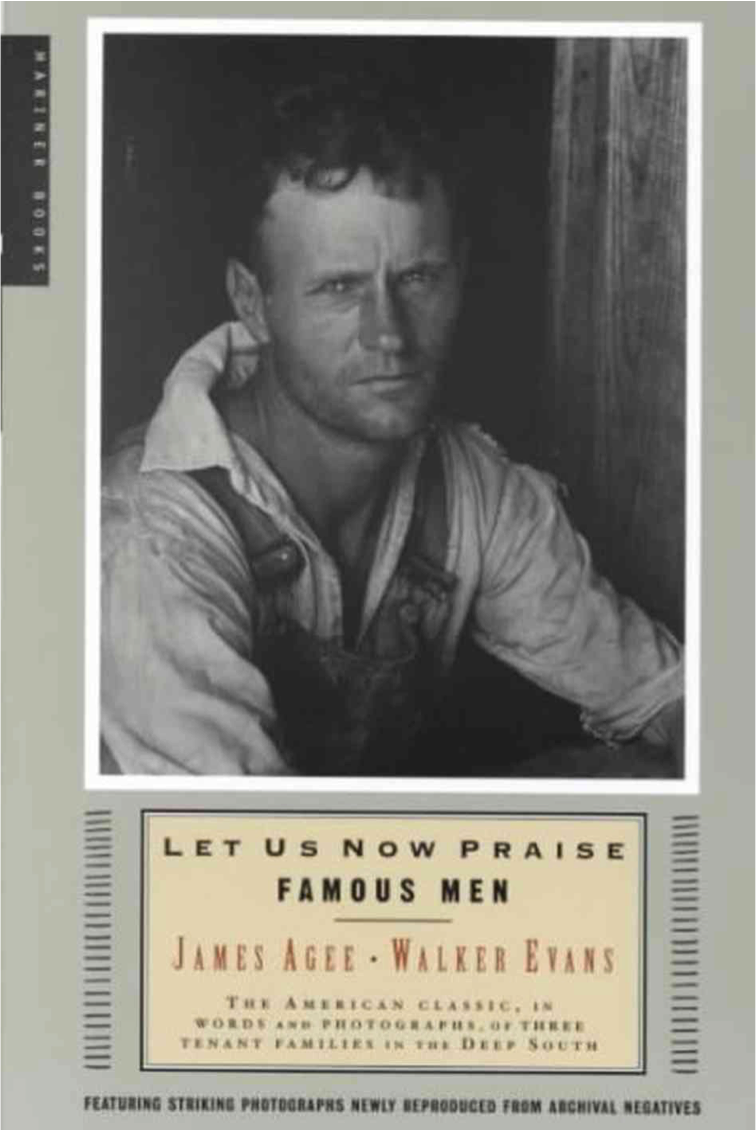 MARINER BOOKS
LET US NOW PRAISE
FAMOUS MEN
JAMES AGEE · WALKER EVANS
THE AMERICAN CLASSIC, IN
WORDS AND PHOTOGRAPHS, OF THREE
TENANT FAMILIES IN THE DEEP SOUTH
FEATURING STRIKING PHOTOGRAPHS NEWLY REPRODUCED FROM ARCHIVAL NEGATIVES